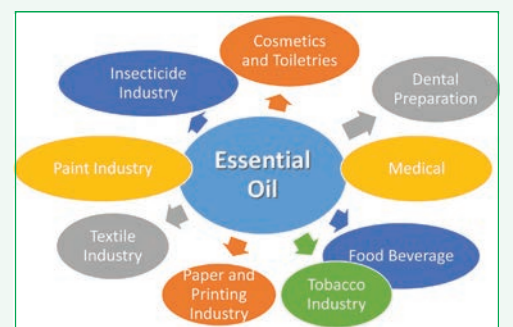 Cosmetics
and Toiletries
Insecticide
Industry
Dental
Preparation
Essential
Oil
Paint Industry
Medical
Textile
Industry
Food Beverage
Paper and
Printing
Industry
Tobacco
Industry